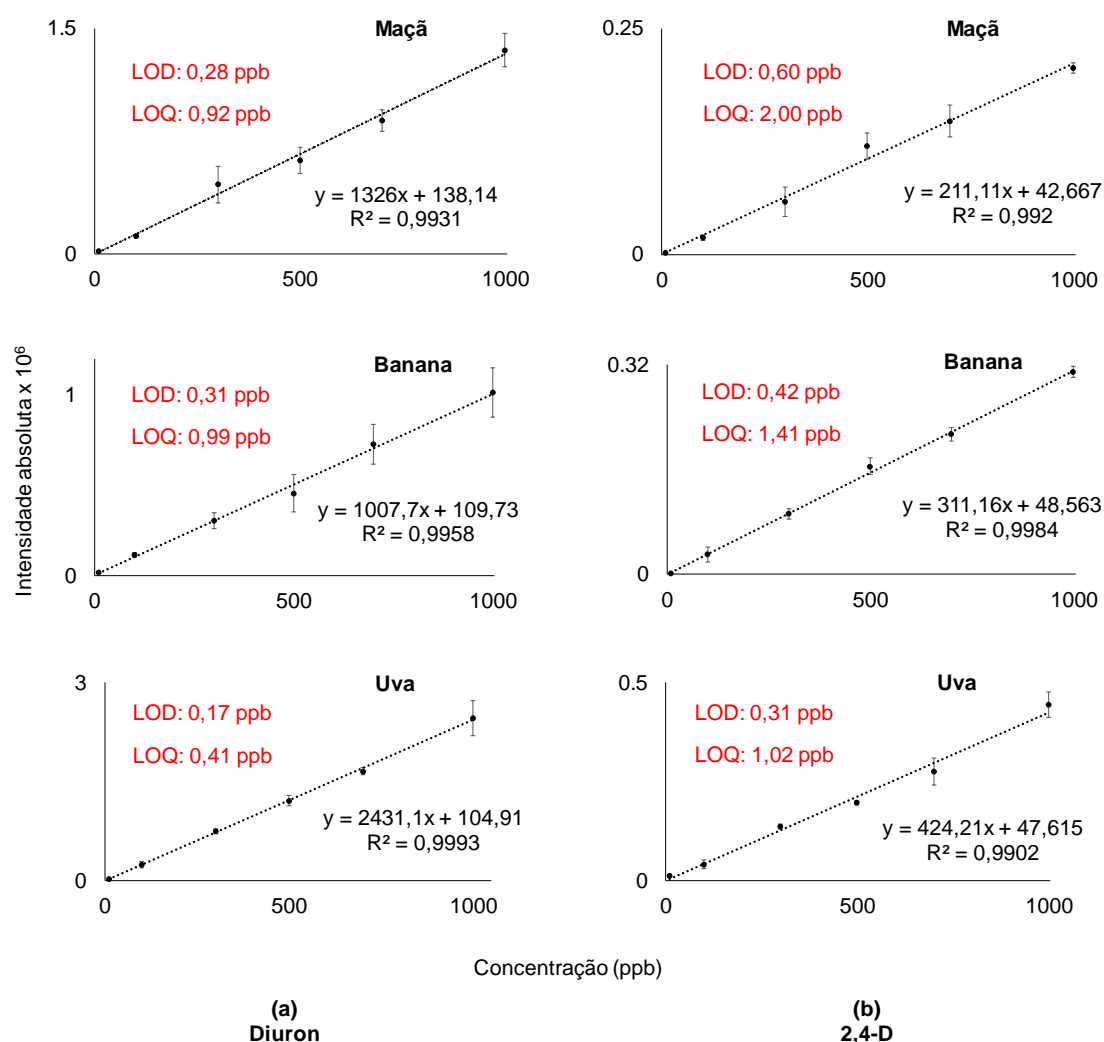 Intensidade absoluta x 10⁶
1.5
Maçã
LOD: 0,28 ppb
LOQ: 0,92 ppb
y = 1326x + 138,14
R² = 0,9931
0
0 500 1000
0.25
Maçã
LOD: 0,60 ppb
LOQ: 2,00 ppb
y = 211,11x + 42,667
R² = 0,992
0
0 500 1000
Banana
1
LOD: 0,31 ppb
LOQ: 0,99 ppb
y = 1007,7x + 109,73
R² = 0,9958
0
0 500 1000
0.32
Banana
LOD: 0,42 ppb
LOQ: 1,41 ppb
y = 311,16x + 48,563
R² = 0,9984
0
0 500 1000
3
Uva
LOD: 0,17 ppb
LOQ: 0,41 ppb
y = 2431,1x + 104,91
R² = 0,9993
0
0 500 1000
0.5
Uva
LOD: 0,31 ppb
LOQ: 1,02 ppb
y = 424,21x + 47,615
R² = 0,9902
0
0 500 1000
Concentração (ppb)
(a)
Diuron
(b)
2,4-D